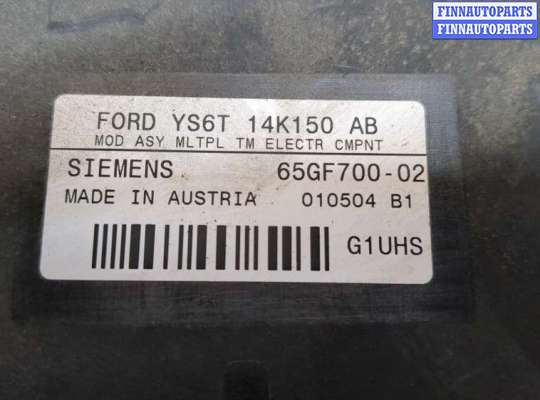 FINNAUTOPARTS
FINNAUTOPARTS
FORD YS6T 14K150 AB
MOD ASY MLTPL TM ELECTR CMPNT
SIEMENS 65GF700-02
MADE IN AUSTRIA 010504 B1
G1UHS